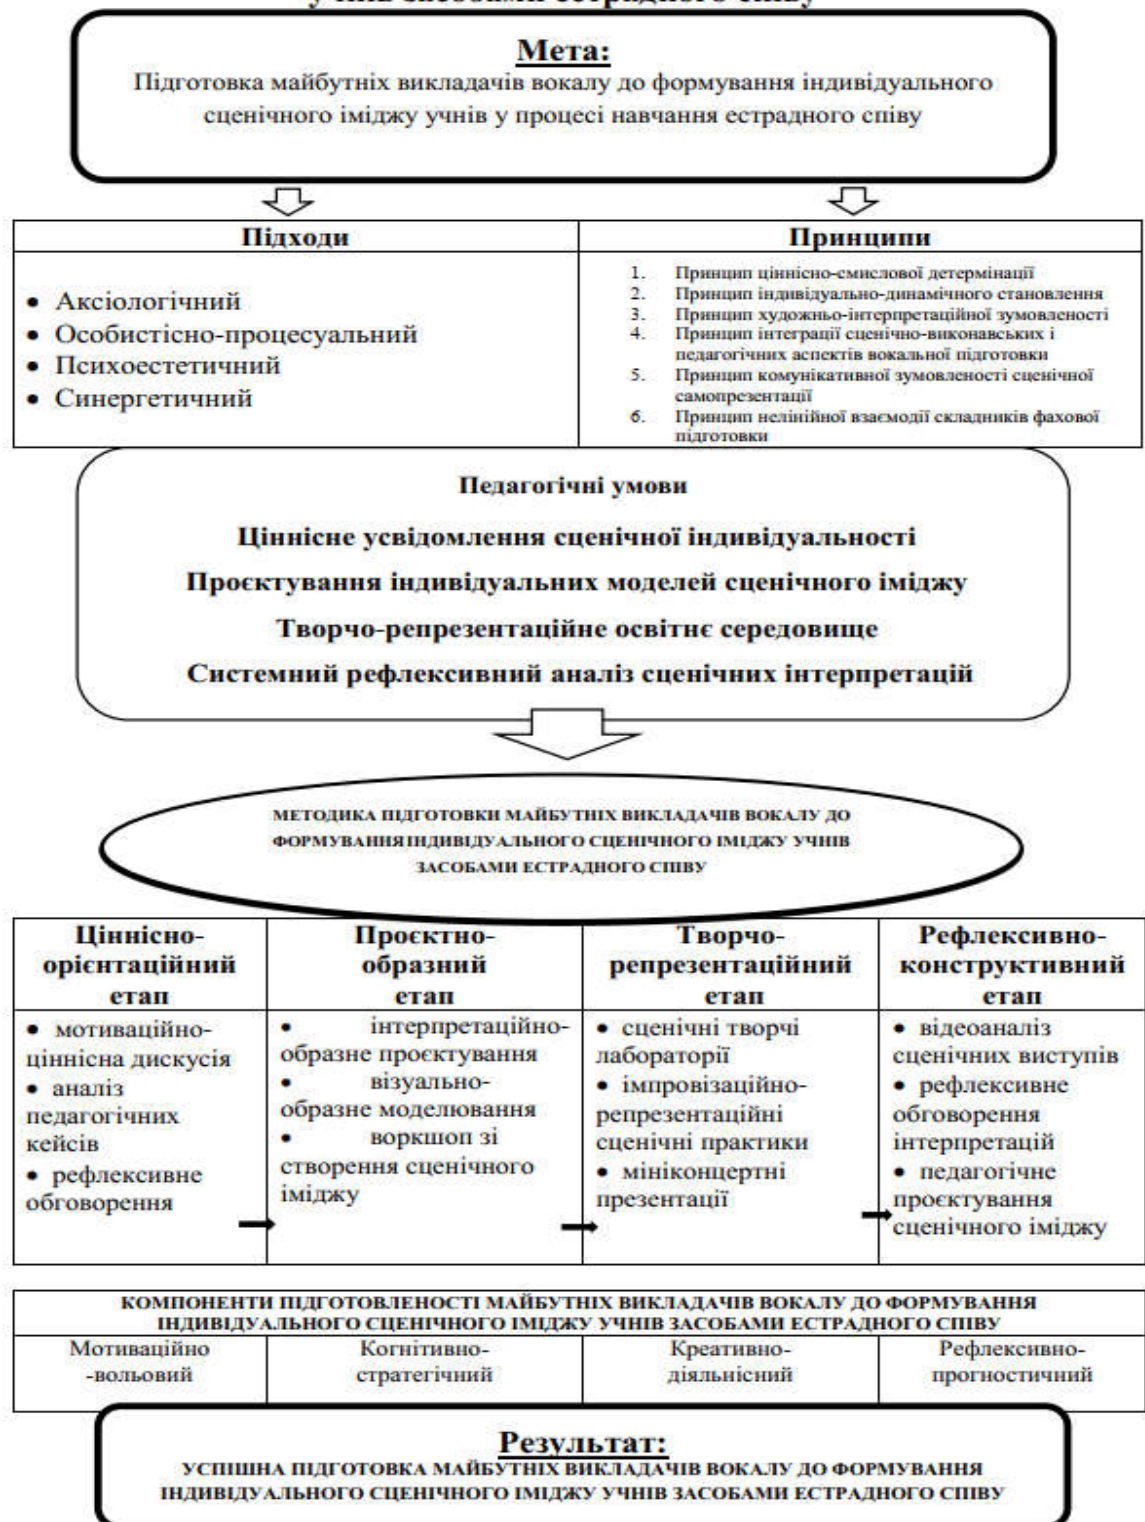 учнів засобами естрадного співу
Мета:
Підготовка майбутніх викладачів вокалу до формування індивідуального
сценічного іміджу учнів у процесі навчання естрадного співу
Підходи
Принципи
• Аксіологічний
• Особистісно-процесуальний
• Психоестетичний
• Синергетичний
1. Принцип ціннісно-смислової детермінації
2. Принцип індивідуально-динамічного становлення
3. Принцип художньо-інтерпретаційної зумовленості
4. Принцип інтеграції сценічно-виконавських і
педагогічних аспектів вокальної підготовки
5. Принцип комунікативної зумовленості сценічної
самопрезентації
6. Принцип нелінійної взаємодії складників фахової
підготовки
Педагогічні умови
Ціннісне усвідомлення сценічної індивідуальності
Проєктування індивідуальних моделей сценічного іміджу
Творчо-репрезентаційне освітнє середовище
Системний рефлексивний аналіз сценічних інтерпретацій
МЕТОДИКА ПІДГОТОВКИ МАЙБУТНІХ ВИКЛАДАЧІВ ВОКАЛУ ДО
ФОРМУВАННЯ ІНДИВІДУАЛЬНОГО СЦЕНІЧНОГО ІМІДЖУ УЧНІВ
ЗАСОБАМИ ЕСТРАДНОГО СПІВУ
Ціннісно-
орієнтаційний
етап
Проєктно-
образний
етап
Творчо-
репрезентаційний
етап
Рефлексивно-
конструктивний
етап
• мотиваційно-
ціннісна дискусія
• аналіз
педагогічних
кейсів
• рефлексивне
обговорення
• інтерпретаційно-
образне проєктування
• візуально-
образне моделювання
• воркшоп зі
створення сценічного
іміджу
• сценічні творчі
лабораторії
• імпровізаційно-
репрезентаційні
сценічні практики
• мініконцертні
презентації
• відеоаналіз
сценічних виступів
• рефлексивне
обговорення
інтерпретацій
• педагогічне
проєктування
сценічного іміджу
КОМПОНЕНТИ ПІДГОТОВЛЕНОСТІ МАЙБУТНІХ ВИКЛАДАЧІВ ВОКАЛУ ДО ФОРМУВАННЯ
ІНДИВІДУАЛЬНОГО СЦЕНІЧНОГО ІМІДЖУ УЧНІВ ЗАСОБАМИ ЕСТРАДНОГО СПІВУ
Мотиваційно
-вольовий
Когнітивно-
стратегічний
Креативно-
діяльнісний
Рефлексивно-
прогностичний
Результат:
УСПІШНА ПІДГОТОВКА МАЙБУТНІХ ВИКЛАДАЧІВ ВОКАЛУ ДО ФОРМУВАННЯ
ІНДИВІДУАЛЬНОГО СЦЕНІЧНОГО ІМІДЖУ УЧНІВ ЗАСОБАМИ ЕСТРАДНОГО СПІВУ